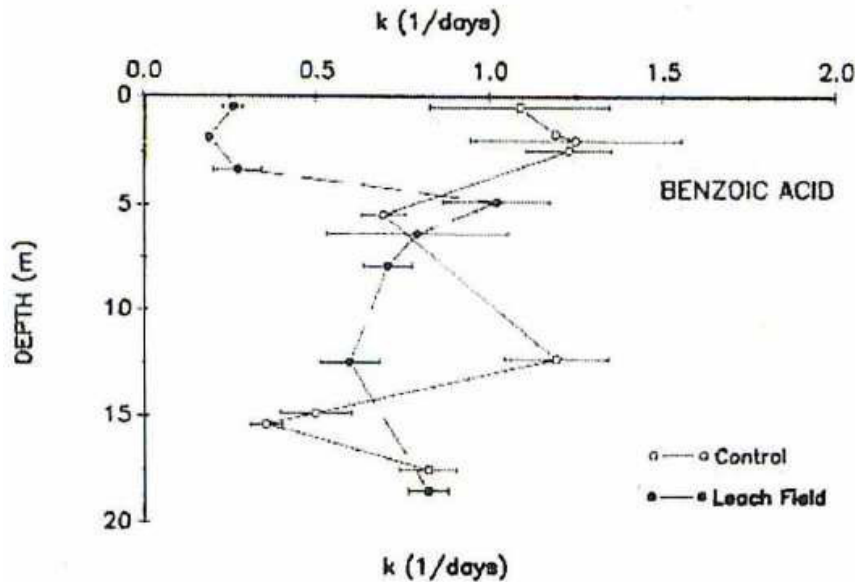 k (1/days)
0.0 0.5 1.0 1.5 2.0
0
5
10
15
20
DEPTH (m)
BENZOIC ACID
Control
Leach Field
k (1/days)